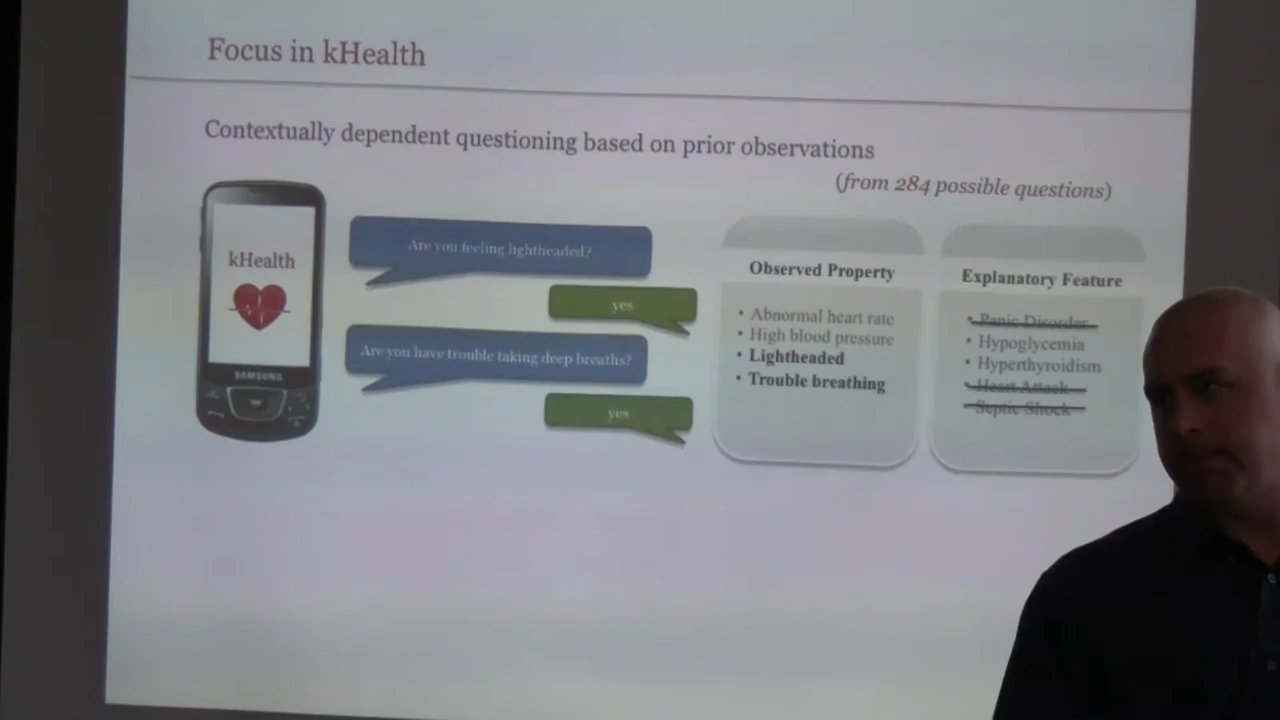 Focus in kHealth
Contextually dependent questioning based on prior observations
(from 284 possible questions)
kHealth
SAMSUNG
Are you feeling lightheaded?
yes
Are you have trouble taking deep breaths?
yes
Observed Property
• Abnormal heart rate
• High blood pressure
• Lightheaded
• Trouble breathing
Explanatory Feature
• Panic Disorder
• Hypoglycemia
• Hyperthyroidism
• Heart Attack
• Septic Shock